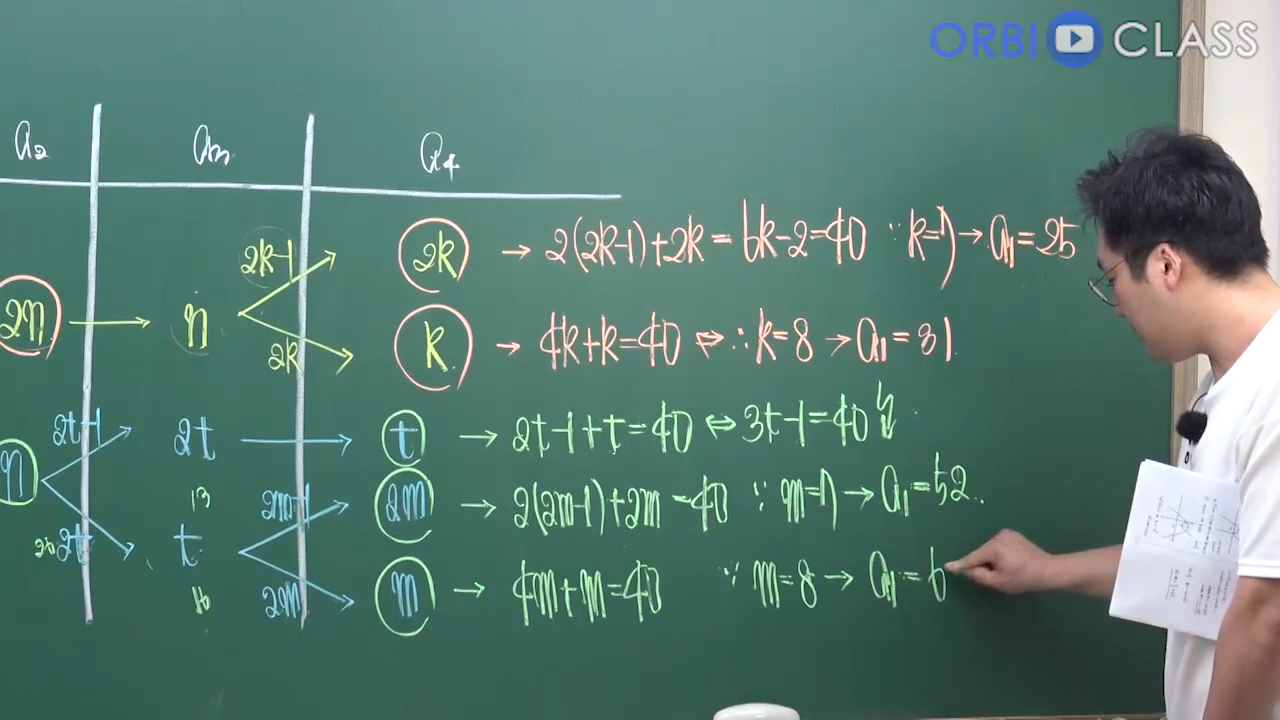 ORBI CLASS
a₂ aₙ a₄
2k-1 2k → 2(2k-1)+2k = 6k-2=40 ∵ k=7 → a₁=25
2n → n
2k k → 4k+k=40 ⇔ ∴ k=8 → a₁=31
2t-1 2t → t → 2t-1+t=40 ⇔ 3t-1=40
n
13 2m-1 2m → 2(2m-1)+2m=40 ∵ m=7 → a₁=52
2t t
16 2m m → 4m+m=40 ∵ m=8 → a₁=6